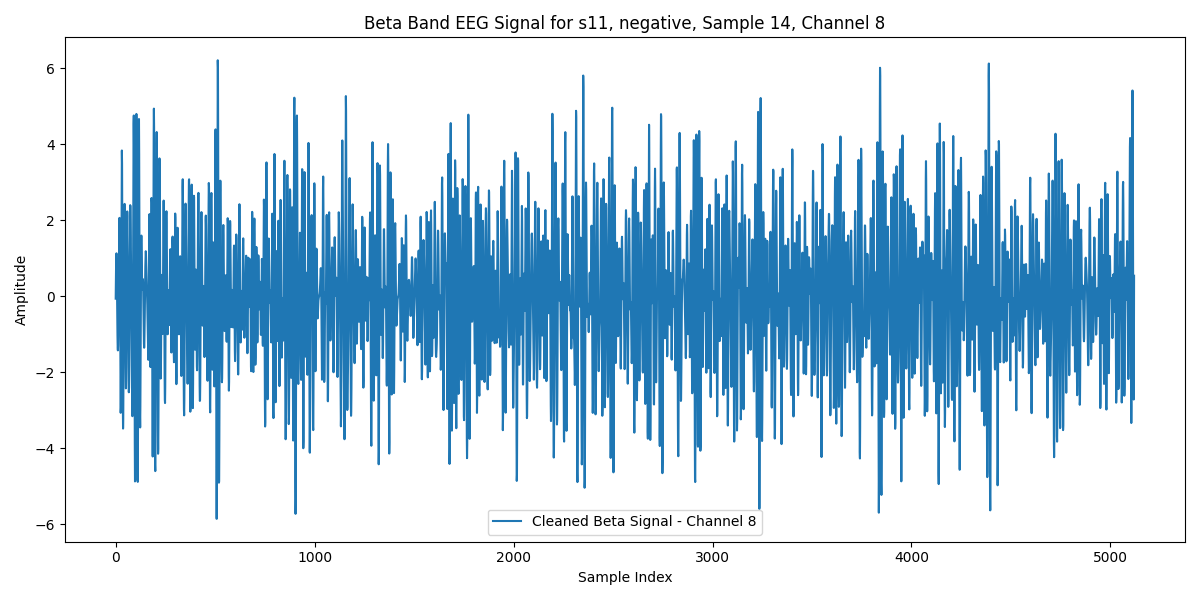 Beta Band EEG Signal for s11, negative, Sample 14, Channel 8
6
4
2
0
−2
−4
−6
Amplitude
Cleaned Beta Signal - Channel 8
0 1000 2000 3000 4000 5000
Sample Index